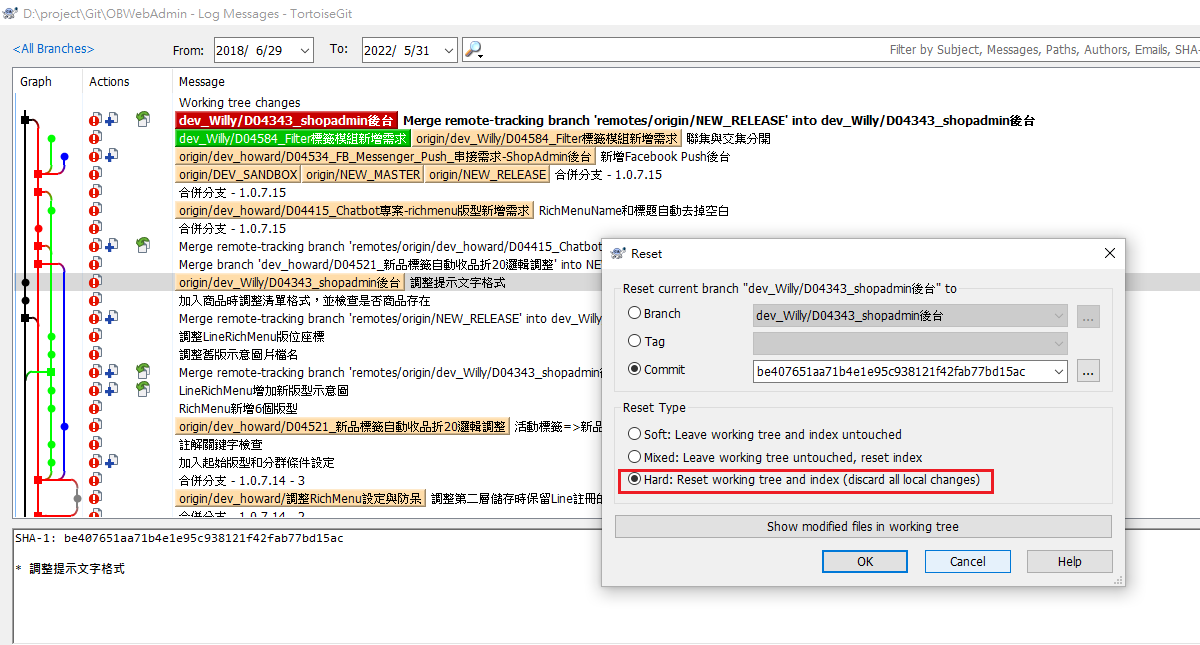 D:\project\Git\OBWebAdmin - Log Messages - TortoiseGit
<All Branches>
From: 2018/ 6/29 To: 2022/ 5/31 Filter by Subject, Messages, Paths, Authors, Emails, SHA-
Graph Actions Message
Working tree changes
dev_Willy/D04343_shopadmin後台 Merge remote-tracking branch 'remotes/origin/NEW_RELEASE' into dev_Willy/D04343_shopadmin後台
dev_Willy/D04584_Filter標籤模組新增需求 origin/dev_Willy/D04584_Filter標籤模組新增需求 聯集與交集分開
origin/dev_howard/D04534_FB_Messenger_Push_串接需求-ShopAdmin後台 新增Facebook Push後台
origin/DEV_SANDBOX origin/NEW_MASTER origin/NEW_RELEASE 合併分支 - 1.0.7.15
合併分支 - 1.0.7.15
origin/dev_howard/D04415_Chatbot專案-richmenu版型新增需求 RichMenuName和標題自動去掉空白
合併分支 - 1.0.7.15
Merge remote-tracking branch 'remotes/origin/dev_howard/D04415_Chatbot
Merge branch 'dev_howard/D04521_新品標籤自動收品折20邏輯調整' into NE
origin/dev_Willy/D04343_shopadmin後台 調整提示文字格式
加入商品時調整清單格式，並檢查是否商品存在
Merge remote-tracking branch 'remotes/origin/NEW_RELEASE' into dev_Willy
調整LineRichMenu版位座標
調整舊版示意圖片檔名
Merge remote-tracking branch 'remotes/origin/dev_Willy/D04343_shopadmin
LineRichMenu增加新版型示意圖
RichMenu新增6個版型
origin/dev_howard/D04521_新品標籤自動收品折20邏輯調整 活動標籤=>新品
註解關鍵字檢查
加入起始版型和分群條件設定
合併分支 - 1.0.7.14 - 3
origin/dev_howard/調整RichMenu設定與防呆 調整第二層儲存時保留Line註冊的
合併分支 - 1.0.7.14 - 2
SHA-1: be407651aa71b4e1e95c938121f42fab77bd15ac
* 調整提示文字格式
Reset
Reset current branch "dev_Willy/D04343_shopadmin後台" to
Branch dev_Willy/D04343_shopadmin後台 ...
Tag
Commit be407651aa71b4e1e95c938121f42fab77bd15ac ...
Reset Type
Soft: Leave working tree and index untouched
Mixed: Leave working tree untouched, reset index
Hard: Reset working tree and index (discard all local changes)
Show modified files in working tree
OK Cancel Help